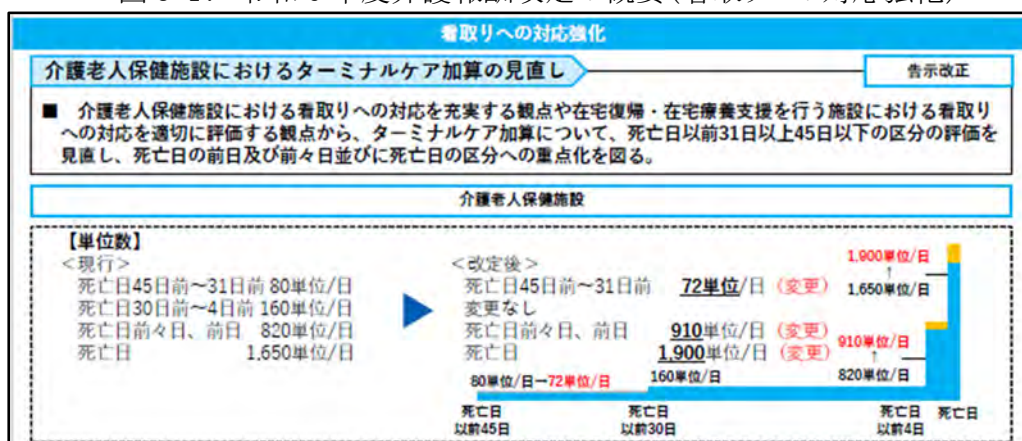 看取りへの対応強化
介護老人保健施設におけるターミナルケア加算の見直し
告示改正
■ 介護老人保健施設における看取りへの対応を充実する観点や在宅復帰・在宅療養支援を行う施設における看取り
への対応を適切に評価する観点から、ターミナルケア加算について、死亡日以前31日以上45日以下の区分の評価を
見直し、死亡日の前日及び前々日並びに死亡日の区分への重点化を図る。
介護老人保健施設
【単位数】
<現行>
死亡日45日前~31日前 80単位/日
死亡日30日前~4日前 160単位/日
死亡日前々日、前日 820単位/日
死亡日 1,650単位/日
<改定後>
死亡日45日前~31日前 72単位/日(変更)
変更なし
死亡日前々日、前日 910単位/日(変更)
死亡日 1,900単位/日(変更)
1,900単位/日
↑
1,650単位/日
910単位/日
↑
820単位/日
80単位/日→72単位/日
160単位/日
死亡日
以前45日
死亡日
以前30日
死亡日
以前4日
死亡日